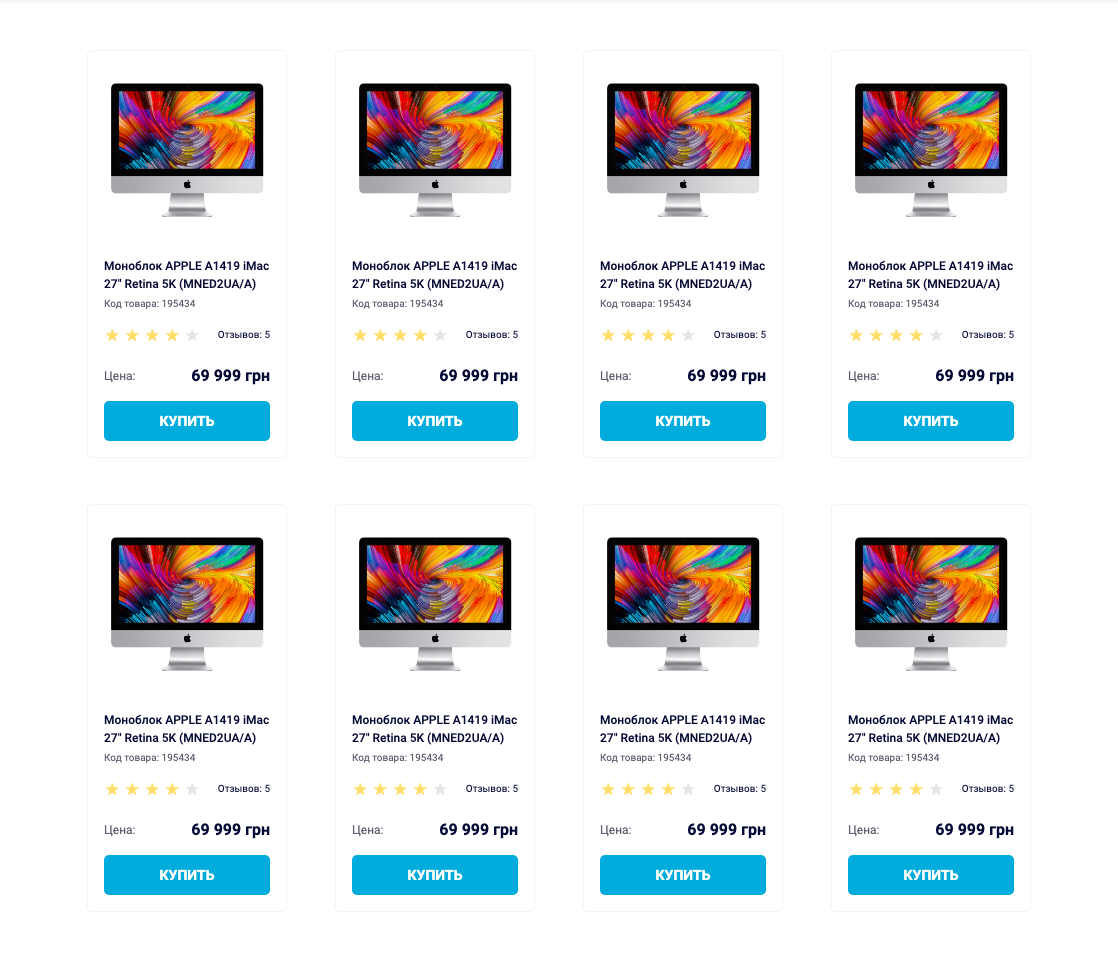 Моноблок APPLE A1419 iMac
27" Retina 5K (MNED2UA/A)
Код товара: 195434
Отзывов: 5
Цена: 69 999 грн
КУПИТЬ
Моноблок APPLE A1419 iMac
27" Retina 5K (MNED2UA/A)
Код товара: 195434
Отзывов: 5
Цена: 69 999 грн
КУПИТЬ
Моноблок APPLE A1419 iMac
27" Retina 5K (MNED2UA/A)
Код товара: 195434
Отзывов: 5
Цена: 69 999 грн
КУПИТЬ
Моноблок APPLE A1419 iMac
27" Retina 5K (MNED2UA/A)
Код товара: 195434
Отзывов: 5
Цена: 69 999 грн
КУПИТЬ
Моноблок APPLE A1419 iMac
27" Retina 5K (MNED2UA/A)
Код товара: 195434
Отзывов: 5
Цена: 69 999 грн
КУПИТЬ
Моноблок APPLE A1419 iMac
27" Retina 5K (MNED2UA/A)
Код товара: 195434
Отзывов: 5
Цена: 69 999 грн
КУПИТЬ
Моноблок APPLE A1419 iMac
27" Retina 5K (MNED2UA/A)
Код товара: 195434
Отзывов: 5
Цена: 69 999 грн
КУПИТЬ
Моноблок APPLE A1419 iMac
27" Retina 5K (MNED2UA/A)
Код товара: 195434
Отзывов: 5
Цена: 69 999 грн
КУПИТЬ